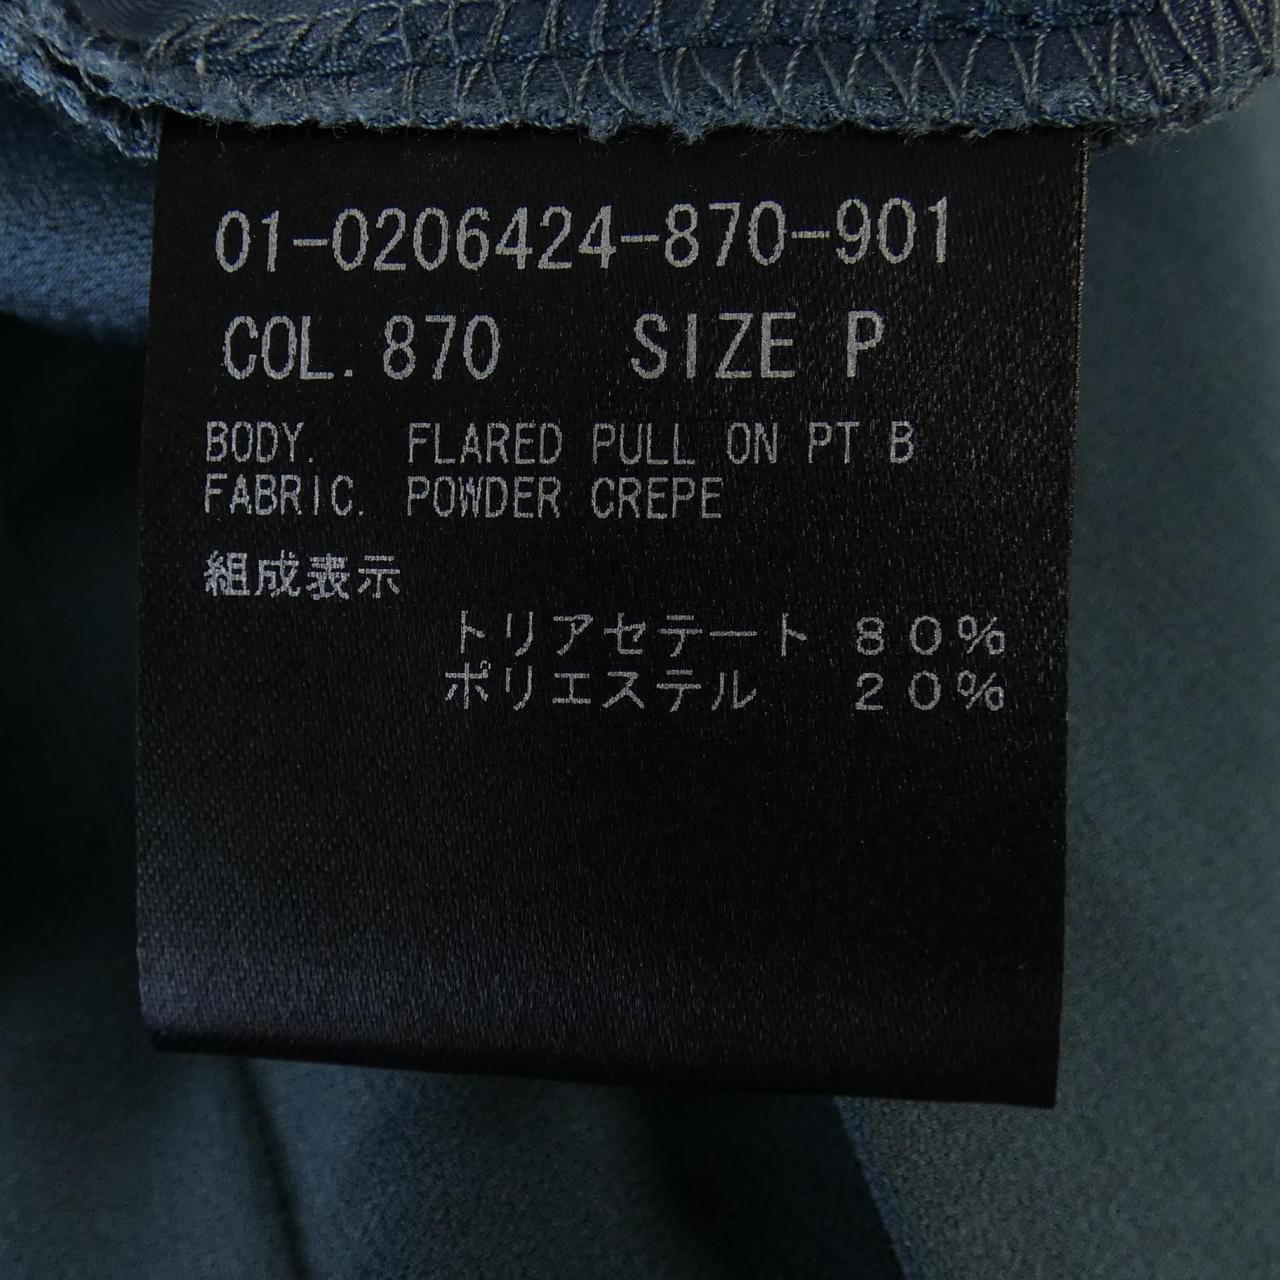 01-0206424-870-901
COL. 870 SIZE P
BODY. FLARED PULL ON PT B
FABRIC. POWDER CREPE
組成表示
トリアセテート 80%
ポリエステル 20%